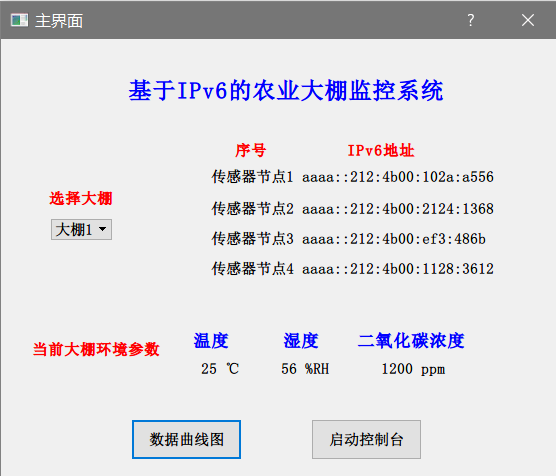 主界面
基于IPv6的农业大棚监控系统
序号 IPv6地址
传感器节点1 aaaa::212:4b00:102a:a556
选择大棚
传感器节点2 aaaa::212:4b00:2124:1368
大棚1
传感器节点3 aaaa::212:4b00:ef3:486b
传感器节点4 aaaa::212:4b00:1128:3612
温度 湿度 二氧化碳浓度
当前大棚环境参数
25 ℃ 56 %RH 1200 ppm
数据曲线图 启动控制台